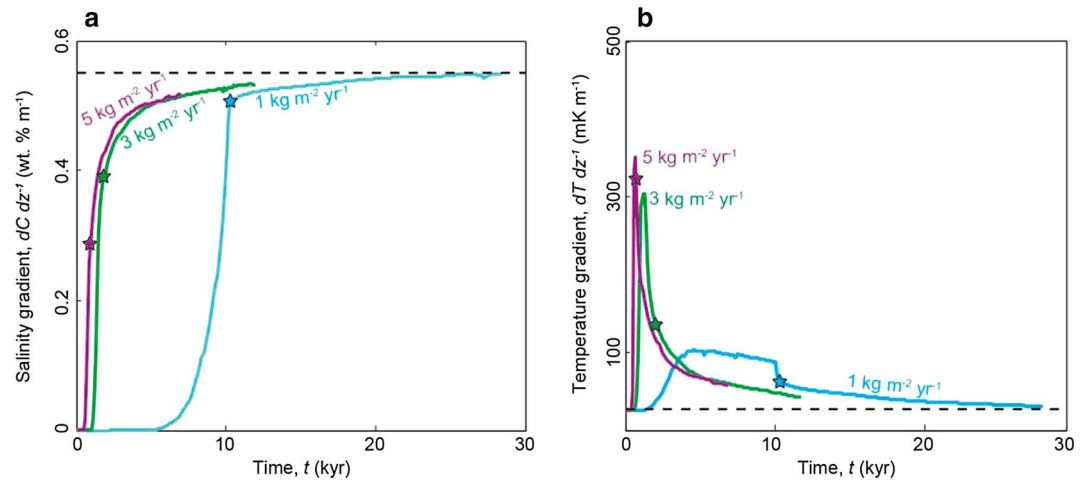 a
0.6
0.4
0.2
0
Salinity gradient, dC dz⁻¹ (wt. % m⁻¹)
5 kg m⁻² yr⁻¹
3 kg m⁻² yr⁻¹
1 kg m⁻² yr⁻¹
0
10
20
30
Time, t (kyr)
b
500
300
100
Temperature gradient, dT dz⁻¹ (mK m⁻¹)
5 kg m⁻² yr⁻¹
3 kg m⁻² yr⁻¹
1 kg m⁻² yr⁻¹
0
10
20
30
Time, t (kyr)